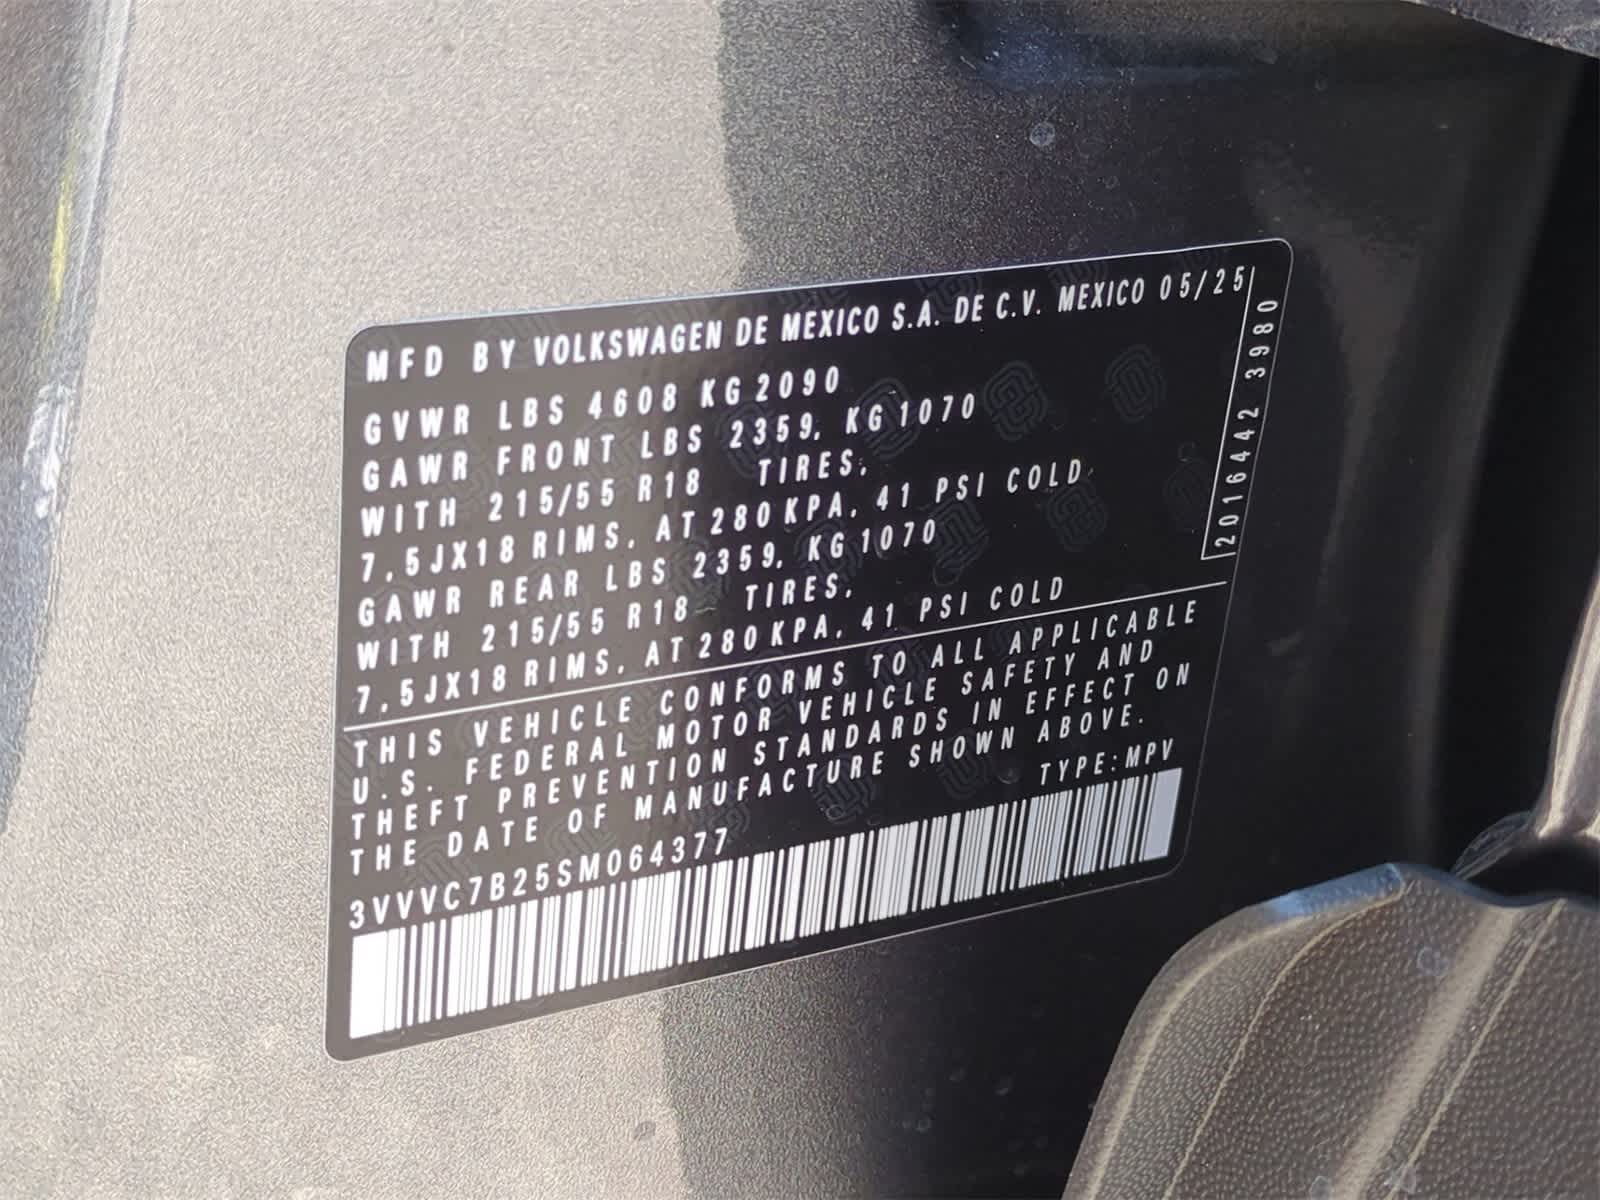 MFD BY VOLKSWAGEN DE MEXICO S.A. DE C.V. MEXICO 05/25
GVWR LBS 4608 KG 2090
GAWR FRONT LBS 2359, KG 1070
WITH 215/55 R18 TIRES,
7,5JX18 RIMS, AT 280 KPA, 41 PSI COLD
GAWR REAR LBS 2359, KG 1070
WITH 215/55 R18 TIRES,
7,5JX18 RIMS, AT 280 KPA, 41 PSI COLD
2016442 3980
THIS VEHICLE CONFORMS TO ALL APPLICABLE
U.S. FEDERAL MOTOR VEHICLE SAFETY AND
THEFT PREVENTION STANDARDS IN EFFECT ON
THE DATE OF MANUFACTURE SHOWN ABOVE.
TYPE: MPV
3VVVC7B25SM064377